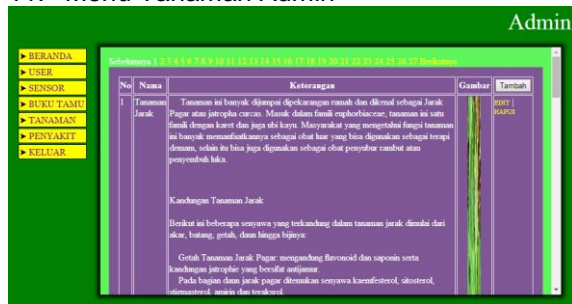 Menu Tanaman Admin
Admin
➤ BERANDA
➤ USER
➤ SENSOR
➤ BUKU TAMU
➤ TANAMAN
➤ PENYAKIT
➤ KELUAR
Sebelumnya 1 2 3 4 5 6 7 8 9 10 11 12 13 14 15 16 17 18 19 20 21 22 23 24 25 26 27 Berikutnya
No Nama Keterangan Gambar Tambah
1 Tanaman Jarak
Tanaman ini banyak dijumpai dipekarangan rumah dan dikenal sebagai Jarak
Pagar atau jatropha curcas. Masuk dalam famili euphorbiaceae, tanaman ini satu
famili dengan karet dan juga ubi kayu. Masyarakat yang mengetahui fungsi tanaman
ini banyak memanfaatkannya sebagai obat luar yang bisa digunakan sebagai terapi
demam, selain itu bisa juga digunakan sebagai obat penyubur rambut atau
penyembuh luka.
Kandungan Tanaman Jarak
Berikut ini beberapa senyawa yang terkandung dalam tanaman jarak dimulai dari
akar, batang, getah, daun hingga bijinya:
Getah Tanaman Jarak Pagar: mengandung flavonoid dan saponin serta
kandungan jatrophie yang bersifat antijamur.
Pada bagian daun jarak pagar ditemukan senyawa kaemfesterol, sitosterol,
stigmasterol, amirin dan teraksrol.
EDIT |
HAPUS